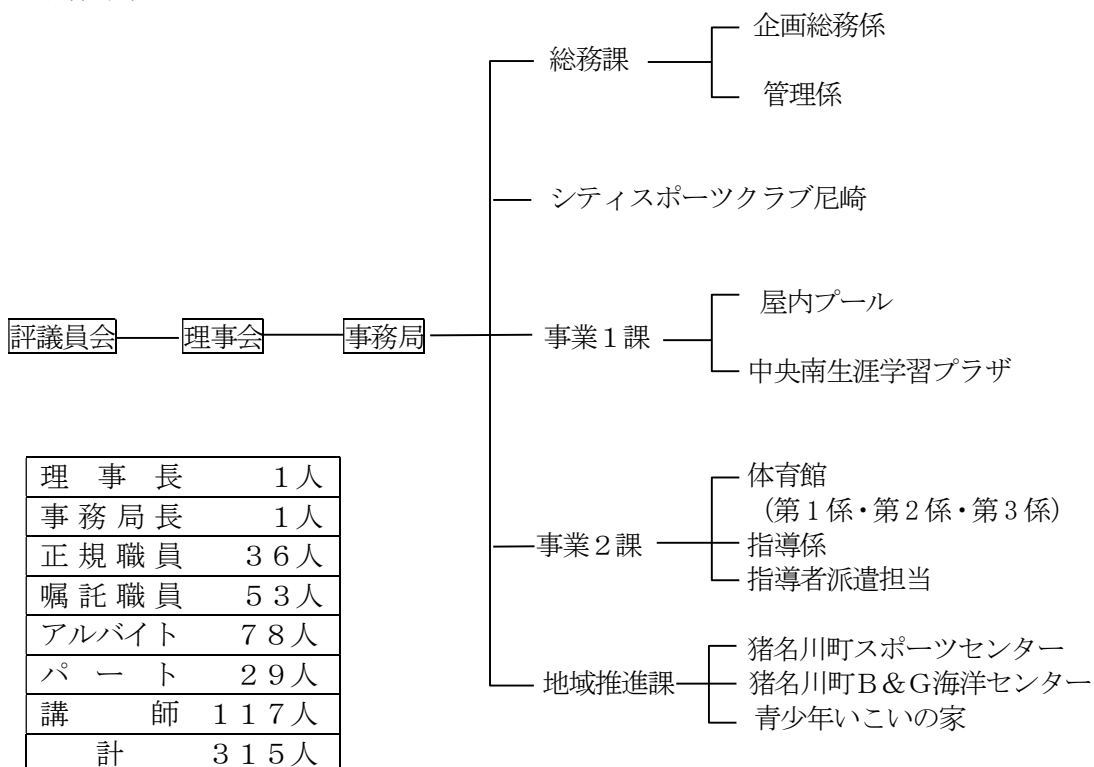 企画総務係
総務課
管理係
シティスポーツクラブ尼崎
屋内プール
評議員会 理事会 事務局 事業1課
中央南生涯学習プラザ
体育館
(第1係・第2係・第3係)
事業2課 指導係
指導者派遣担当
猪名川町スポーツセンター
地域推進課 猪名川町B&G海洋センター
青少年いこいの家
理事長 1人
事務局長 1人
正規職員 36人
嘱託職員 53人
アルバイト 78人
パート 29人
講師 117人
計 315人